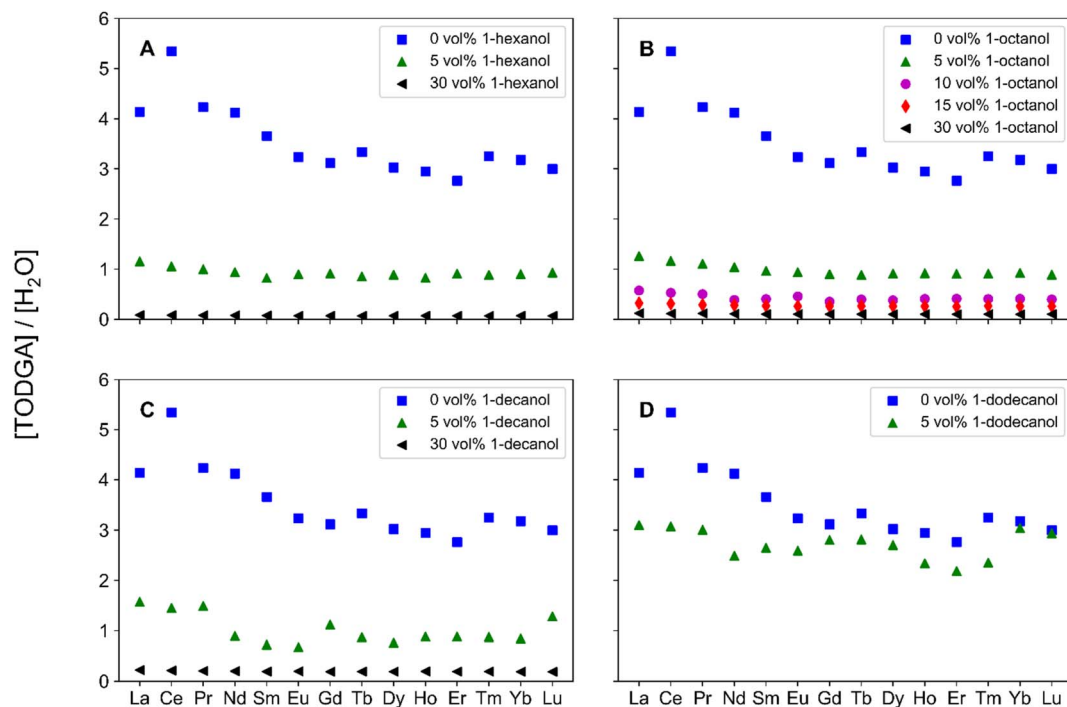 [TODGA] / [H₂O]
A
0 vol% 1-hexanol
5 vol% 1-hexanol
30 vol% 1-hexanol
6
5
4
3
2
1
0
B
0 vol% 1-octanol
5 vol% 1-octanol
10 vol% 1-octanol
15 vol% 1-octanol
30 vol% 1-octanol
C
0 vol% 1-decanol
5 vol% 1-decanol
30 vol% 1-decanol
6
5
4
3
2
1
0
La Ce Pr Nd Sm Eu Gd Tb Dy Ho Er Tm Yb Lu
D
0 vol% 1-dodecanol
5 vol% 1-dodecanol
La Ce Pr Nd Sm Eu Gd Tb Dy Ho Er Tm Yb Lu